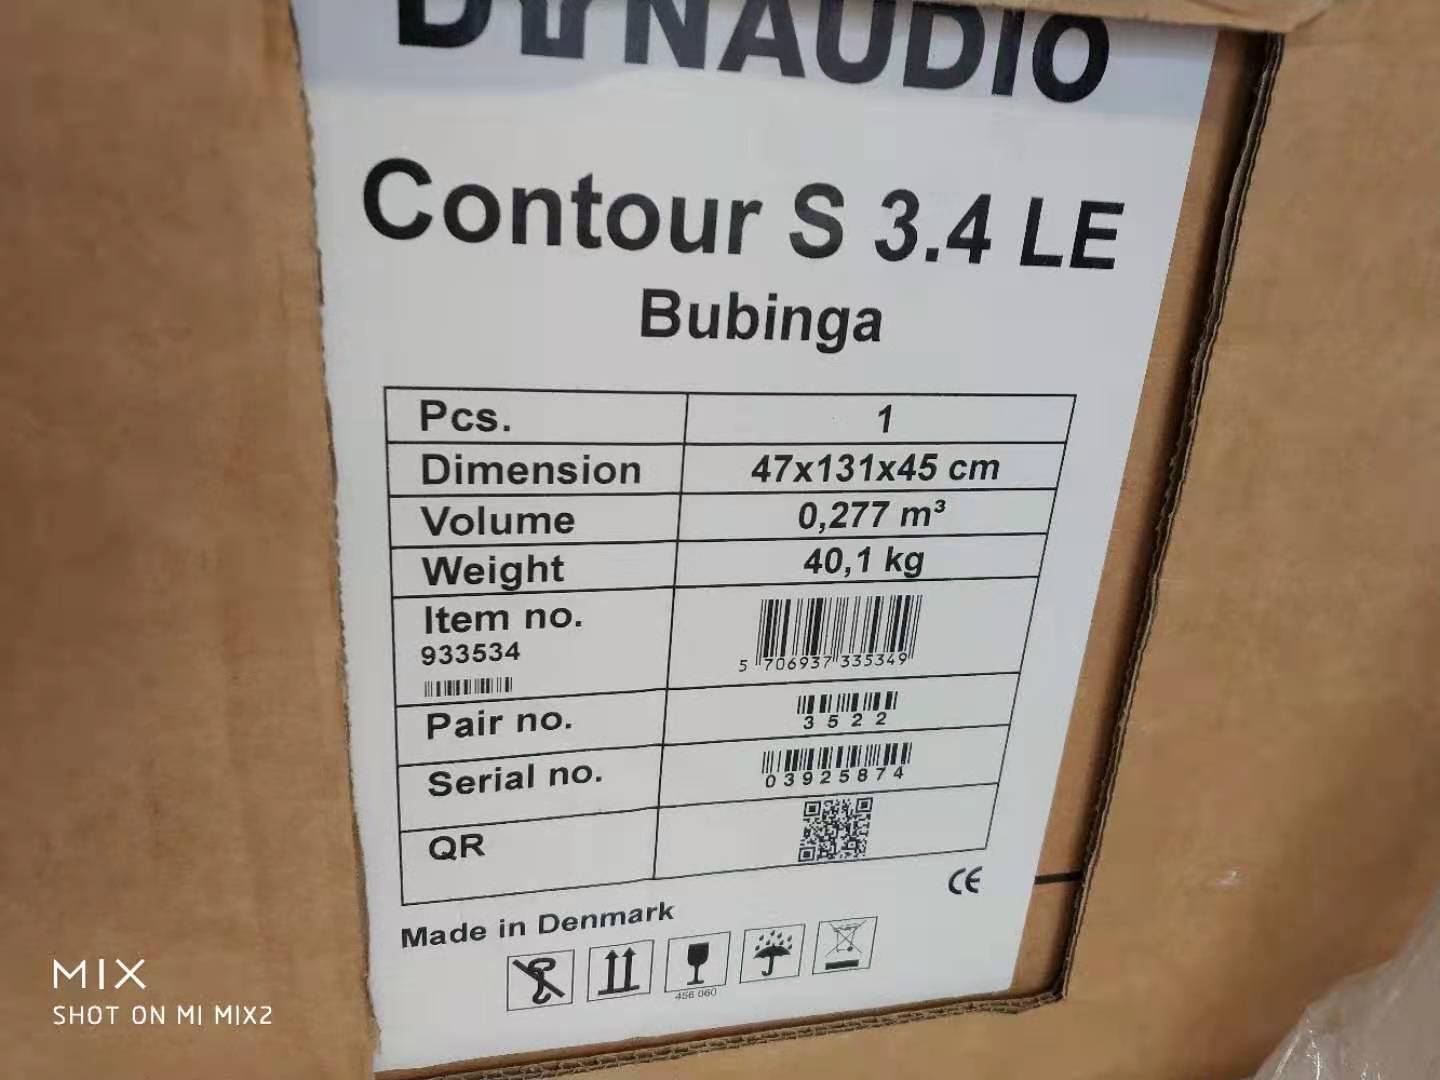 DYNAUDIO
Contour S 3.4 LE
Bubinga
Pcs. 1
Dimension 47x131x45 cm
Volume 0,277 m³
Weight 40,1 kg
Item no.
933534
5 706937 335349
Pair no. 3522
Serial no. 03925874
QR
CE
Made in Denmark
456 060
MIX
SHOT ON MI MIX2